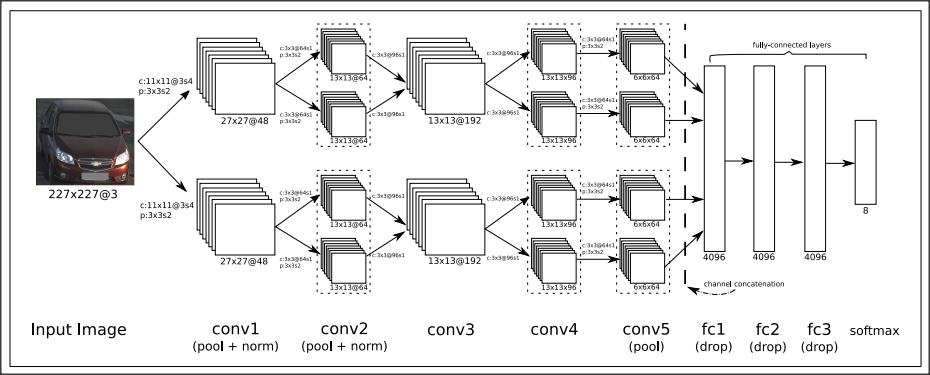 c:11x11@3s4
p:3x3s2
27x27@48
c:3x3@64s1
p:3x3s2
c:3x3@64s1
p:3x3s2
13x13@64
13x13@64
c:3x3@96s1
c:3x3@96s1
13x13@192
c:3x3@96s1
c:3x3@96s1
13x13x96
13x13x96
c:3x3@64s1
p:3x3s2
c:3x3@64s1
p:3x3s2
6x6x64
6x6x64
227x227@3
c:11x11@3s4
p:3x3s2
27x27@48
c:3x3@64s1
p:3x3s2
c:3x3@64s1
p:3x3s2
13x13@64
13x13@64
c:3x3@96s1
c:3x3@96s1
13x13@192
c:3x3@96s1
c:3x3@96s1
13x13x96
13x13x96
c:3x3@64s1
p:3x3s2
c:3x3@64s1
p:3x3s2
6x6x64
6x6x64
fully-connected layers
4096
4096
4096
8
channel concatenation
Input Image
conv1
(pool + norm)
conv2
(pool + norm)
conv3
conv4
conv5
(pool)
fc1
(drop)
fc2
(drop)
fc3
(drop)
softmax